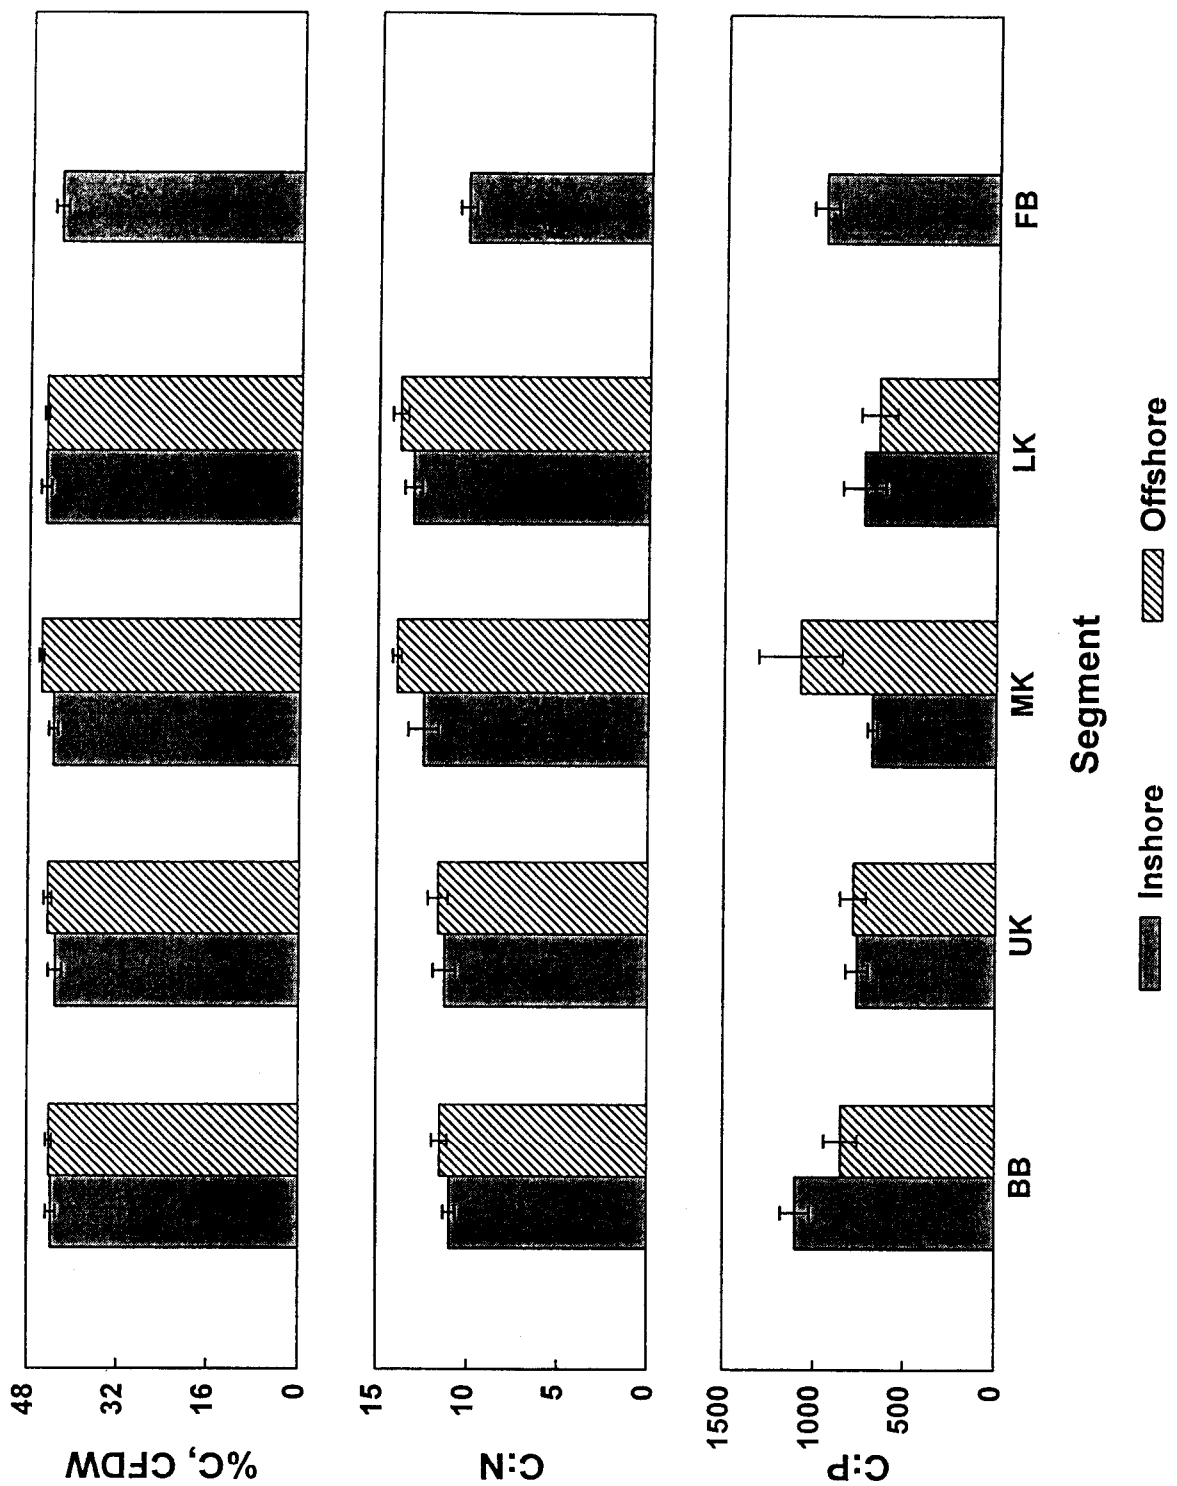 %C, CFDW
48
32
16
0
C:N
15
10
5
0
C:P
1500
1000
500
0
BB
UK
MK
LK
FB
Segment
Inshore
Offshore